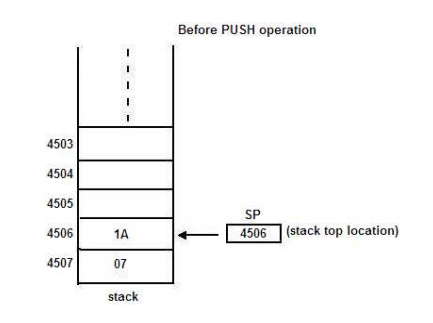 Before PUSH operation
4503
4504
4505
SP
4506 1A 4506 (stack top location)
4507 07
stack